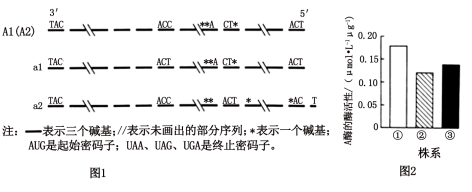 3′ 5′
A1(A2) TAC ACC **A CT* ACT
a1 TAC ACT **A CT* ACT
a2 TAC ACC ** ACT * *AC T
注：━表示三个碱基；//表示未画出的部分序列；*表示一个碱基；
AUG是起始密码子；UAA、UAG、UGA是终止密码子。
图1
A酶的酶活性/(μmol·L⁻¹μg⁻¹)
0.20
0.15
0.10
0.05
0
① ② ③
株系
图2